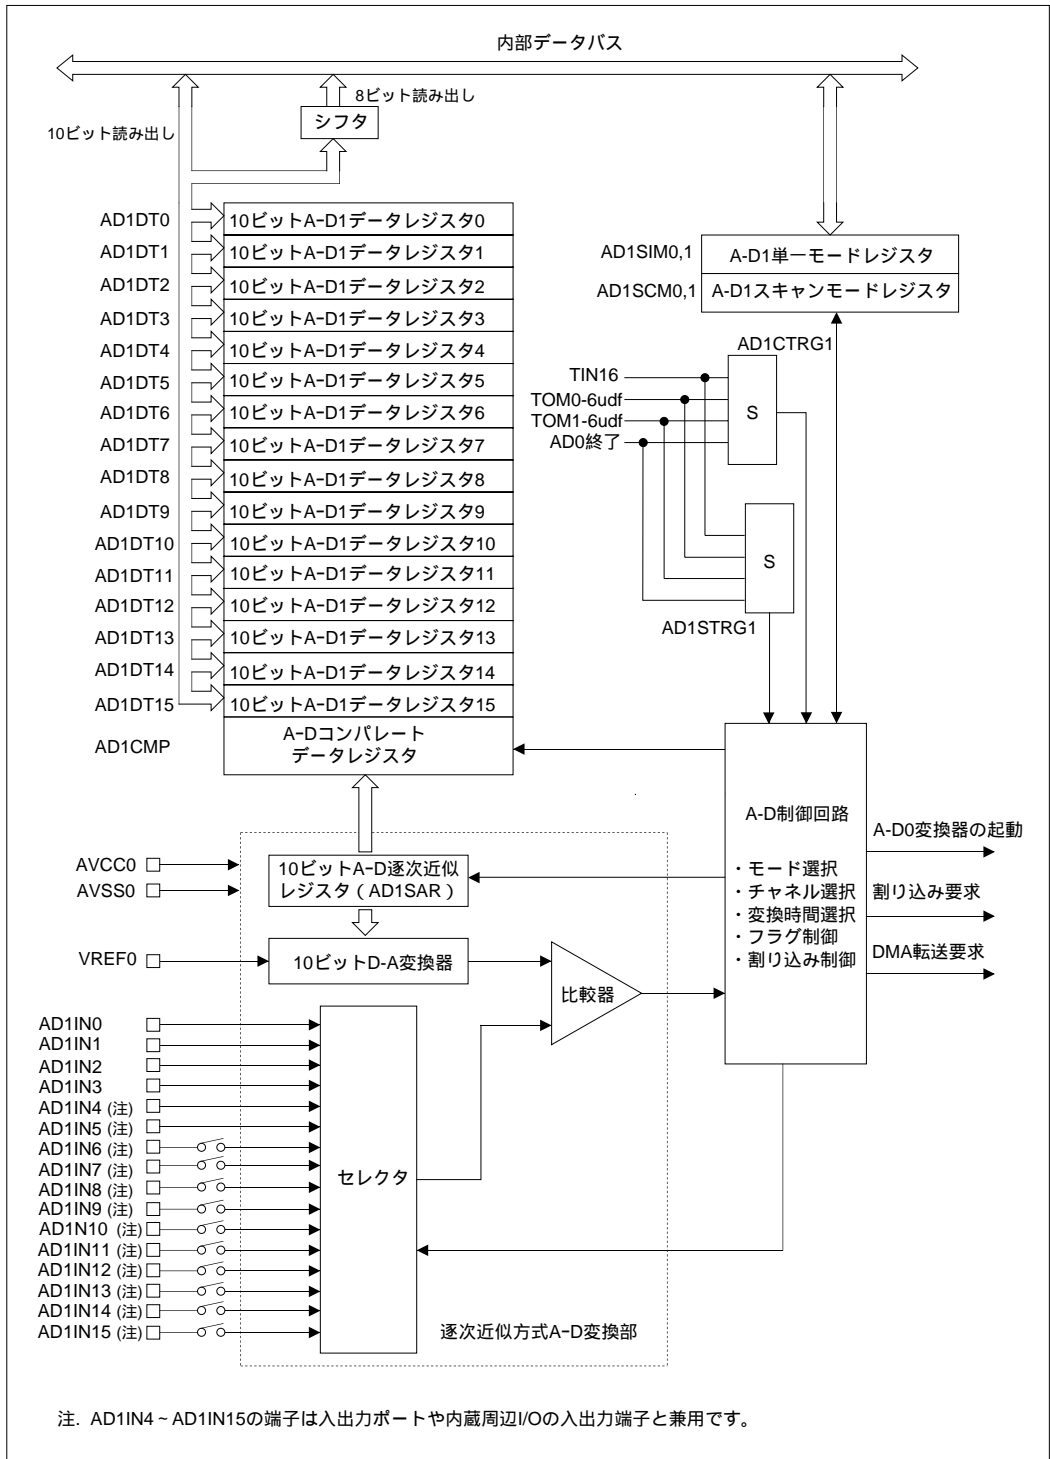 内部データバス
8ビット読み出し
シフタ
10ビット読み出し
AD1DT0
10ビットA-D1データレジスタ0
AD1DT1
10ビットA-D1データレジスタ1
AD1DT2
10ビットA-D1データレジスタ2
AD1DT3
10ビットA-D1データレジスタ3
AD1DT4
10ビットA-D1データレジスタ4
AD1DT5
10ビットA-D1データレジスタ5
AD1DT6
10ビットA-D1データレジスタ6
AD1DT7
10ビットA-D1データレジスタ7
AD1DT8
10ビットA-D1データレジスタ8
AD1DT9
10ビットA-D1データレジスタ9
AD1DT10
10ビットA-D1データレジスタ10
AD1DT11
10ビットA-D1データレジスタ11
AD1DT12
10ビットA-D1データレジスタ12
AD1DT13
10ビットA-D1データレジスタ13
AD1DT14
10ビットA-D1データレジスタ14
AD1DT15
10ビットA-D1データレジスタ15
AD1CMP
A-Dコンパレート
データレジスタ
AD1SIM0,1
A-D1単一モードレジスタ
AD1SCM0,1
A-D1スキャンモードレジスタ
AD1CTRG1
TIN16
TOM0-6udf
TOM1-6udf
AD0終了
S
S
AD1STRG1
A-D制御回路
・モード選択
・チャネル選択
・変換時間選択
・フラグ制御
・割り込み制御
A-D0変換器の起動
割り込み要求
DMA転送要求
AVCC0
AVSS0
10ビットA-D逐次近似
レジスタ(AD1SAR)
VREF0
10ビットD-A変換器
比較器
AD1IN0
AD1IN1
AD1IN2
AD1IN3
AD1IN4 (注)
AD1IN5 (注)
AD1IN6 (注)
AD1IN7 (注)
AD1IN8 (注)
AD1IN9 (注)
AD1N10 (注)
AD1IN11 (注)
AD1IN12 (注)
AD1IN13 (注)
AD1IN14 (注)
AD1IN15 (注)
セレクタ
逐次近似方式A-D変換部
注. AD1IN4~AD1IN15の端子は入出力ポートや内蔵周辺I/Oの入出力端子と兼用です。